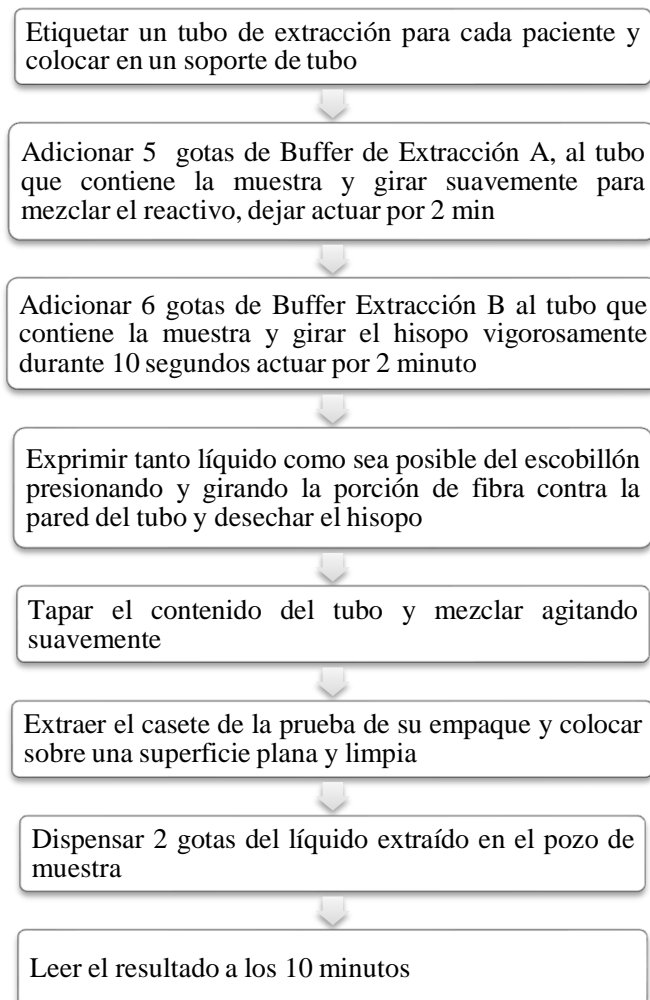 Etiquetar un tubo de extracción para cada paciente y
colocar en un soporte de tubo
Adicionar 5 gotas de Buffer de Extracción A, al tubo
que contiene la muestra y girar suavemente para
mezclar el reactivo, dejar actuar por 2 min
Adicionar 6 gotas de Buffer Extracción B al tubo que
contiene la muestra y girar el hisopo vigorosamente
durante 10 segundos actuar por 2 minuto
Exprimir tanto líquido como sea posible del escobillón
presionando y girando la porción de fibra contra la
pared del tubo y desechar el hisopo
Tapar el contenido del tubo y mezclar agitando
suavemente
Extraer el casete de la prueba de su empaque y colocar
sobre una superficie plana y limpia
Dispensar 2 gotas del líquido extraído en el pozo de
muestra
Leer el resultado a los 10 minutos